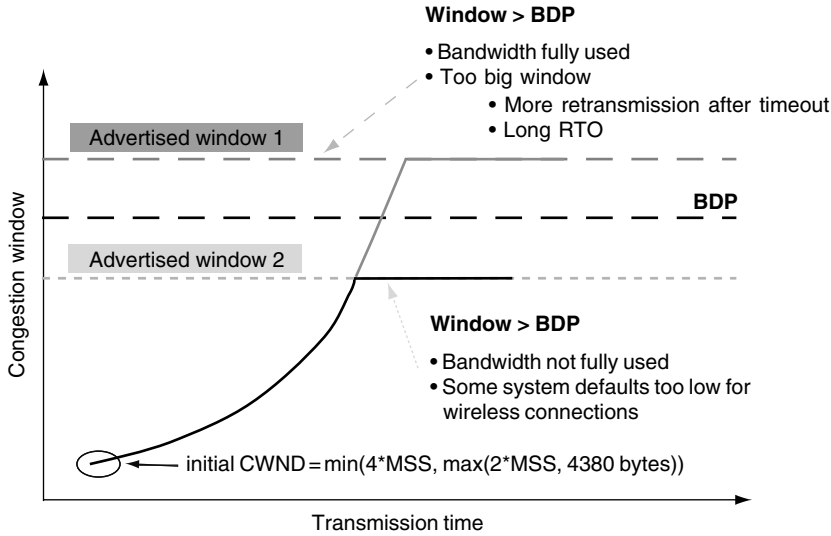 Window > BDP
• Bandwidth fully used
• Too big window
• More retransmission after timeout
• Long RTO
Advertised window 1
BDP
Advertised window 2
Window > BDP
• Bandwidth not fully used
• Some system defaults too low for
wireless connections
initial CWND = min(4*MSS, max(2*MSS, 4380 bytes))
Congestion window
Transmission time